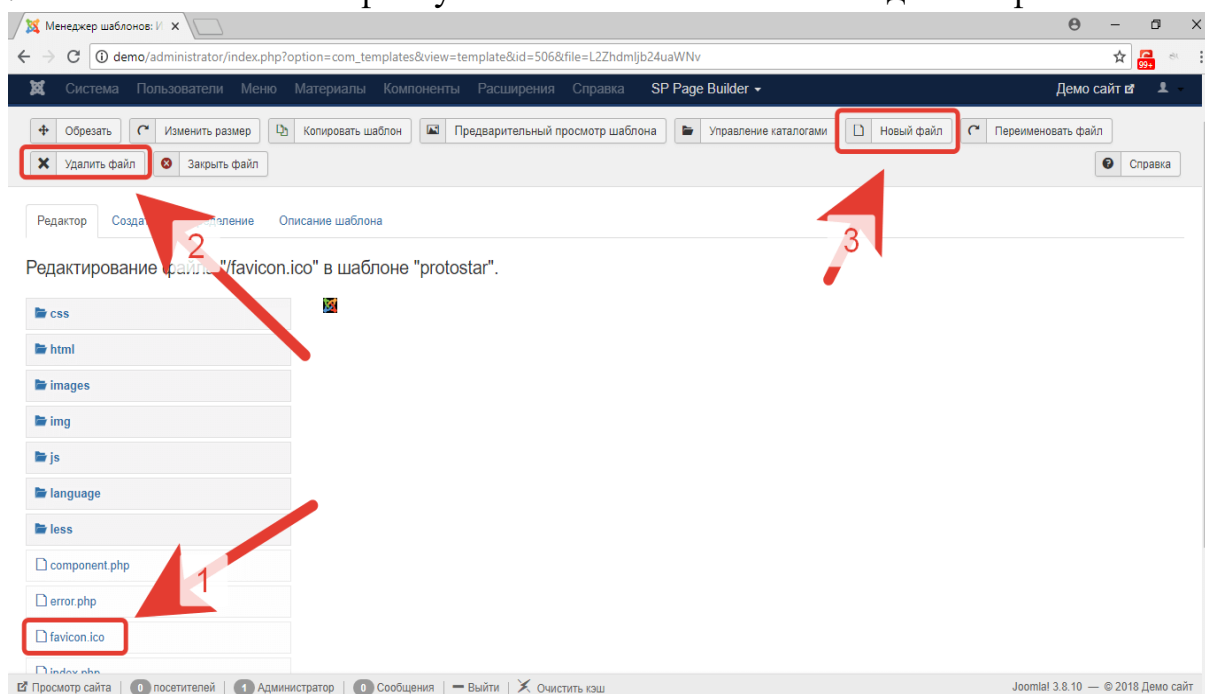 Менеджер шаблонов: И
demo/administrator/index.php?option=com_templates&view=template&id=506&file=L2Zhdmljb24uaWNv
99+
Система Пользователи Меню Материалы Компоненты Расширения Справка SP Page Builder Демо сайт
Обрезать Изменить размер Копировать шаблон Предварительный просмотр шаблона Управление каталогами Новый файл Переименовать файл
Удалить файл Закрыть файл Справка
Редактор Описание шаблона
2
3
Редактирование "/favicon.ico" в шаблоне "protostar".
css
html
images
img
js
language
less
component.php
1
error.php
favicon.ico
index.php
Просмотр сайта 0 посетителей 1 Администратор 0 Сообщения Выйти Очистить кэш Joomla! 3.8.10 — © 2018 Демо сайт